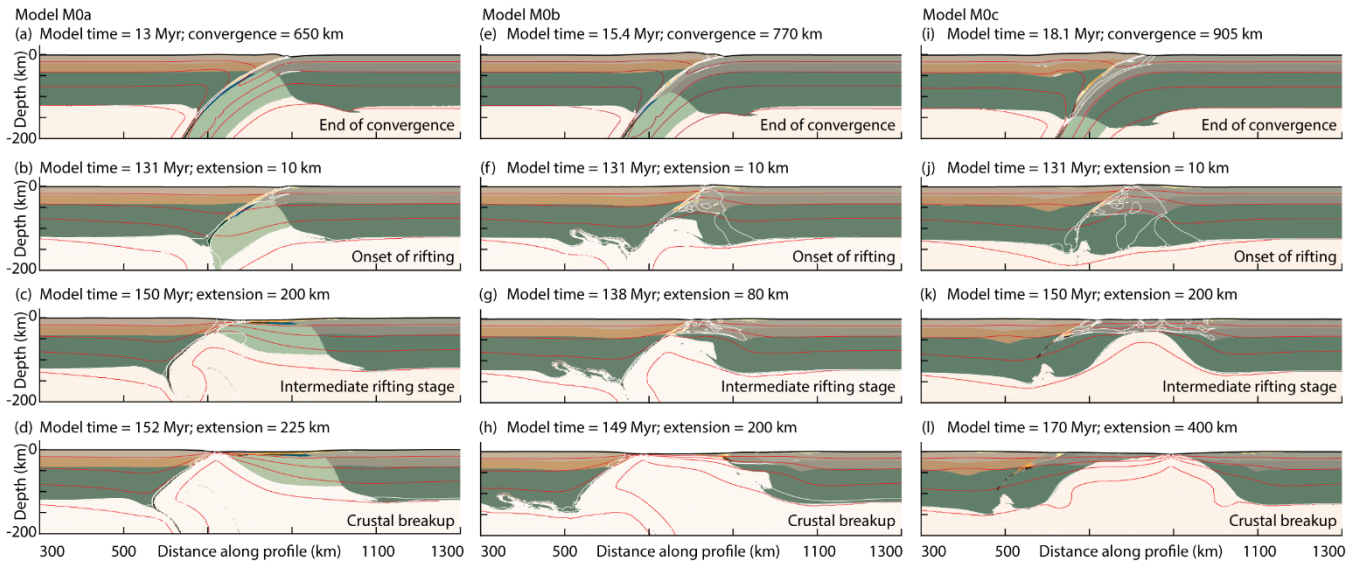 Model M0a
(a) Model time = 13 Myr; convergence = 650 km
0
Depth (km)
-200
End of convergence
(b) Model time = 131 Myr; extension = 10 km
0
Depth (km)
-200
Onset of rifting
(c) Model time = 150 Myr; extension = 200 km
0
Depth (km)
-200
Intermediate rifting stage
(d) Model time = 152 Myr; extension = 225 km
0
Depth (km)
-200
Crustal breakup
300 500 Distance along profile (km) 1100 1300
Model M0b
(e) Model time = 15.4 Myr; convergence = 770 km
End of convergence
(f) Model time = 131 Myr; extension = 10 km
Onset of rifting
(g) Model time = 138 Myr; extension = 80 km
Intermediate rifting stage
(h) Model time = 149 Myr; extension = 200 km
Crustal breakup
300 500 Distance along profile (km) 1100 1300
Model M0c
(i) Model time = 18.1 Myr; convergence = 905 km
End of convergence
(j) Model time = 131 Myr; extension = 10 km
Onset of rifting
(k) Model time = 150 Myr; extension = 200 km
Intermediate rifting stage
(l) Model time = 170 Myr; extension = 400 km
Crustal breakup
300 500 Distance along profile (km) 1100 1300